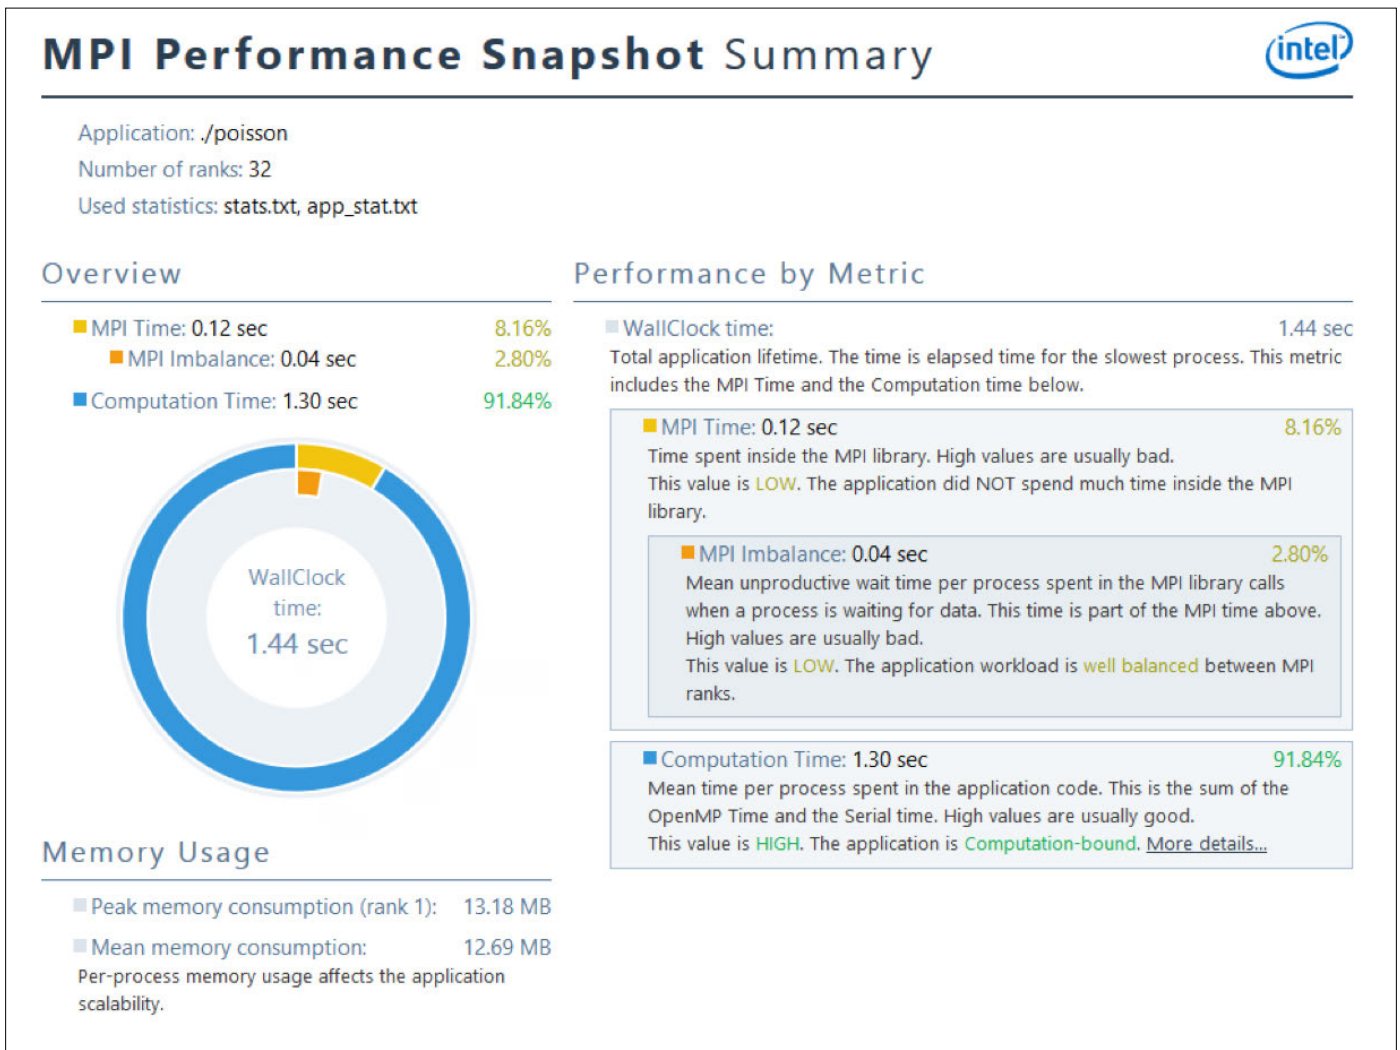 MPI Performance Snapshot Summary
intel
Application: ./poisson
Number of ranks: 32
Used statistics: stats.txt, app_stat.txt
Overview
MPI Time: 0.12 sec 8.16%
MPI Imbalance: 0.04 sec 2.80%
Computation Time: 1.30 sec 91.84%
WallClock
time:
1.44 sec
Memory Usage
Peak memory consumption (rank 1): 13.18 MB
Mean memory consumption: 12.69 MB
Per-process memory usage affects the application
scalability.
Performance by Metric
WallClock time: 1.44 sec
Total application lifetime. The time is elapsed time for the slowest process. This metric
includes the MPI Time and the Computation time below.
MPI Time: 0.12 sec 8.16%
Time spent inside the MPI library. High values are usually bad.
This value is LOW. The application did NOT spend much time inside the MPI
library.
MPI Imbalance: 0.04 sec 2.80%
Mean unproductive wait time per process spent in the MPI library calls
when a process is waiting for data. This time is part of the MPI time above.
High values are usually bad.
This value is LOW. The application workload is well balanced between MPI
ranks.
Computation Time: 1.30 sec 91.84%
Mean time per process spent in the application code. This is the sum of the
OpenMP Time and the Serial time. High values are usually good.
This value is HIGH. The application is Computation-bound. More details...